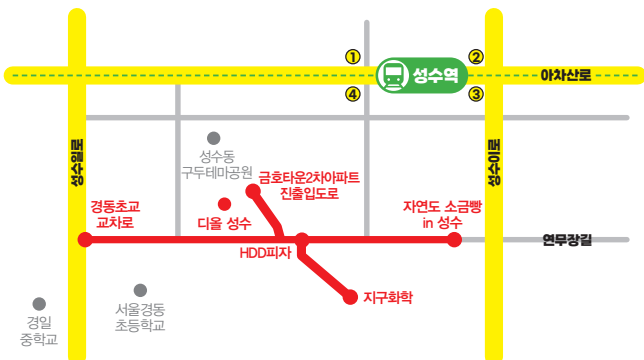 ①
②
성수역
아차산로
④
③
성수일로
성수이로
성수동
구두테마공원
금호타운2차아파트
진출입도로
경동초교
교차로
디올 성수
자연도 소금빵
in 성수
HDD피자
연무장길
지구화학
서울경동
초등학교
경일
중학교